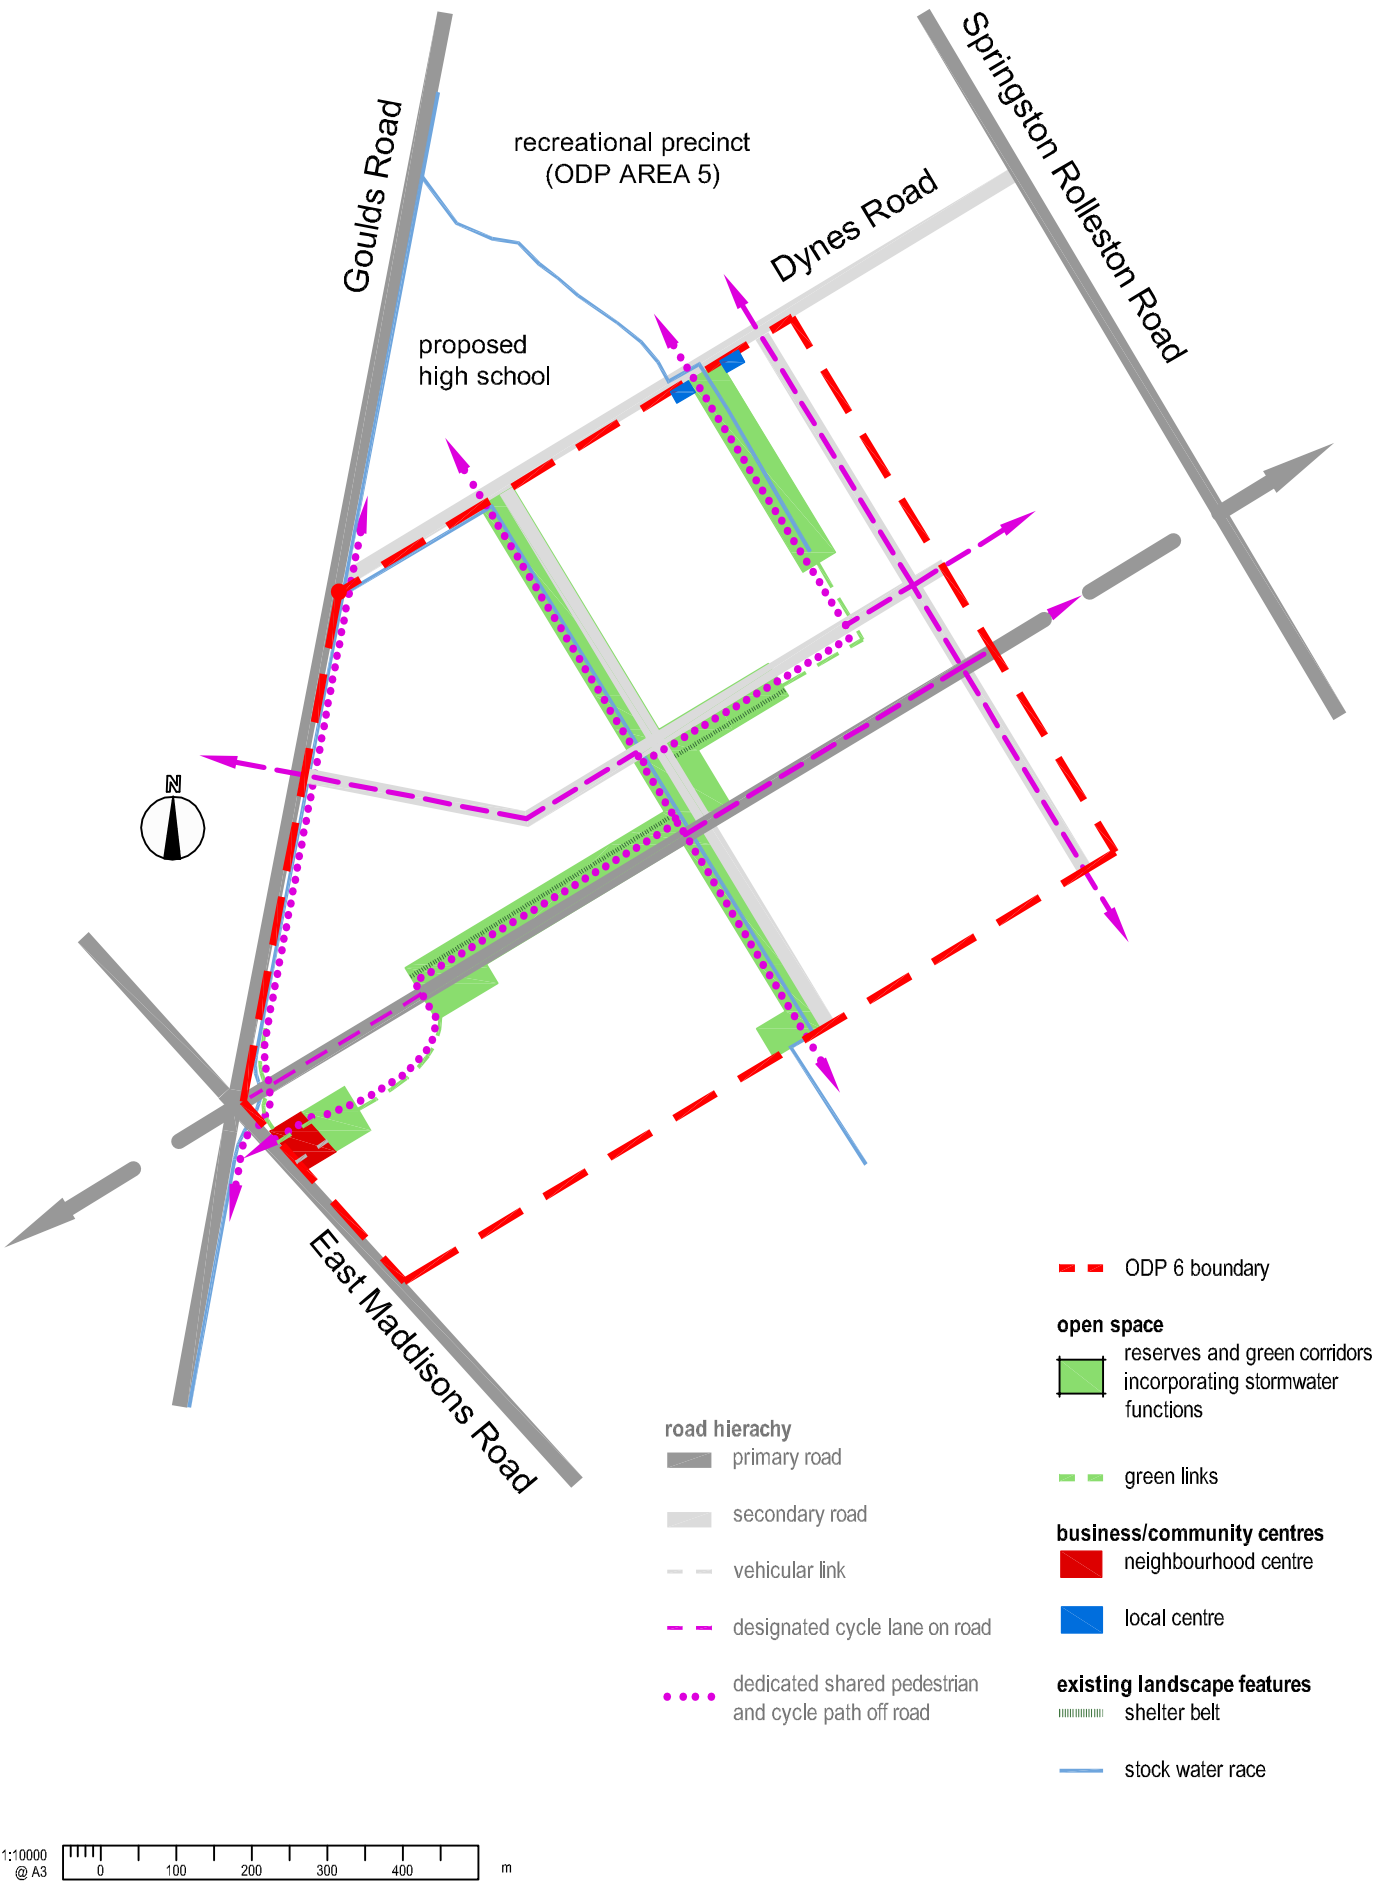 Goulds Road
recreational precinct
(ODP AREA 5)
Dynes Road
Springston Rolleston Road
proposed
high school
N
East Maddisons Road
ODP 6 boundary
open space
reserves and green corridors
incorporating stormwater
functions
green links
business/community centres
neighbourhood centre
local centre
existing landscape features
shelter belt
stock water race
road hierachy
primary road
secondary road
vehicular link
designated cycle lane on road
dedicated shared pedestrian
and cycle path off road
1:10000
@ A3
0 100 200 300 400 m